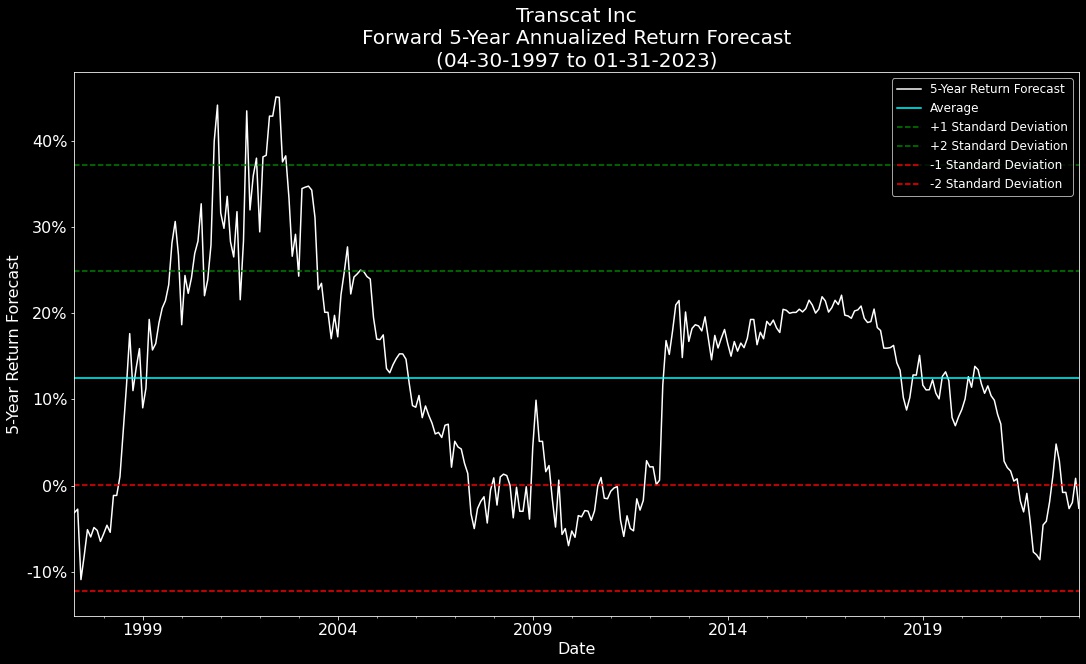 Transcat Inc
Forward 5-Year Annualized Return Forecast
(04-30-1997 to 01-31-2023)
5-Year Return Forecast
Average
+1 Standard Deviation
+2 Standard Deviation
-1 Standard Deviation
-2 Standard Deviation
5-Year Return Forecast
40%
30%
20%
10%
0%
-10%
1999
2004
2009
2014
2019
Date